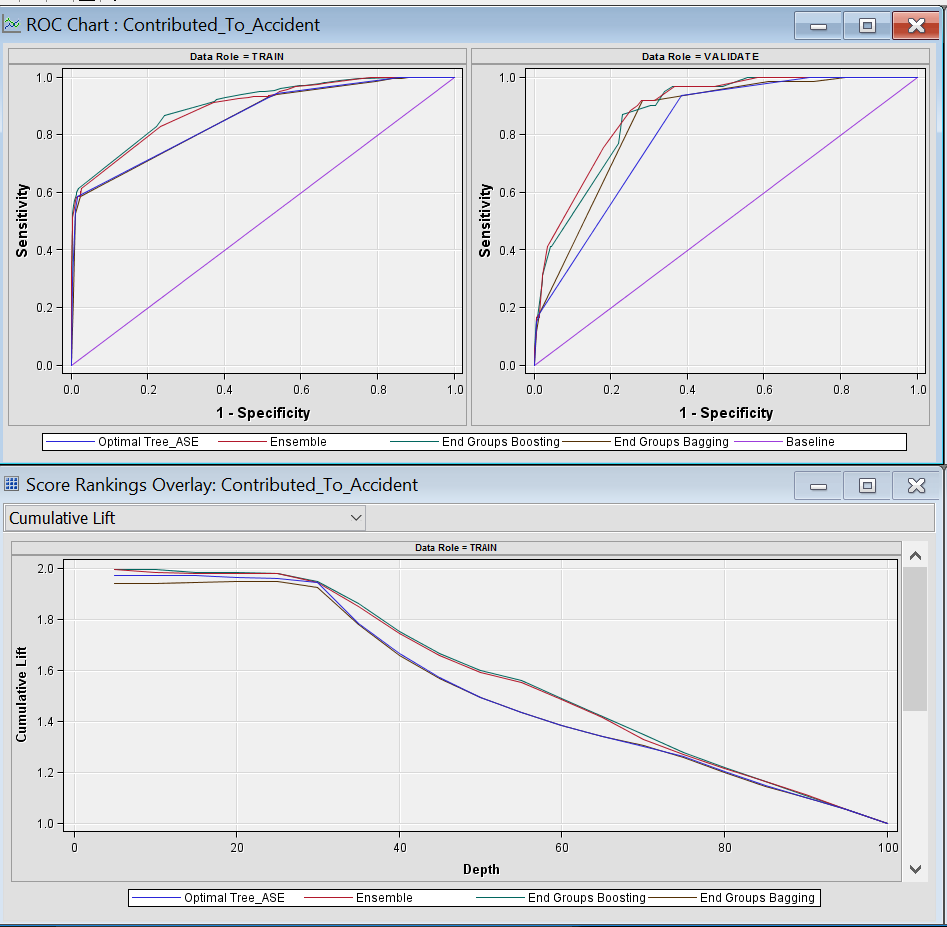 ROC Chart : Contributed_To_Accident
Data Role = TRAIN
Data Role = VALIDATE
1.0
0.8
0.6
0.4
0.2
0.0
Sensitivity
0.0 0.2 0.4 0.6 0.8 1.0
1 - Specificity
1.0
0.8
0.6
0.4
0.2
0.0
Sensitivity
0.0 0.2 0.4 0.6 0.8 1.0
1 - Specificity
Optimal Tree_ASE Ensemble End Groups Boosting End Groups Bagging Baseline
Score Rankings Overlay: Contributed_To_Accident
Cumulative Lift
Data Role = TRAIN
2.0
1.8
1.6
1.4
1.2
1.0
Cumulative Lift
0 20 40 60 80 100
Depth
Optimal Tree_ASE Ensemble End Groups Boosting End Groups Bagging